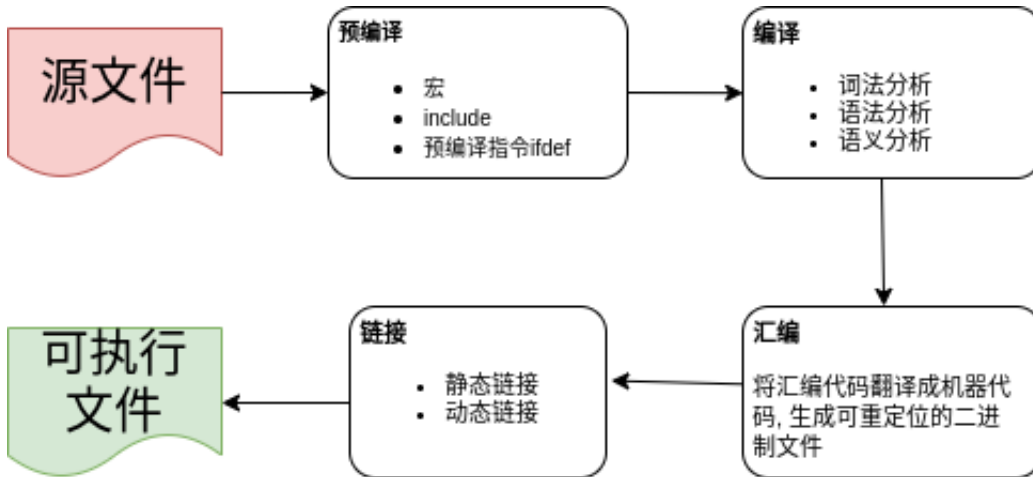 源文件
预编译
宏
include
预编译指令ifdef
编译
词法分析
语法分析
语义分析
汇编
将汇编代码翻译成机器代
码, 生成可重定位的二进
制文件
链接
静态链接
动态链接
可执行
文件